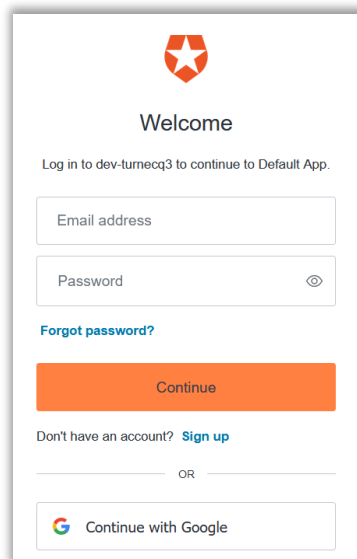 Welcome
Log in to dev-turnecq3 to continue to Default App.
Email address
Password
Forgot password?
Continue
Don't have an account? Sign up
OR
Continue with Google